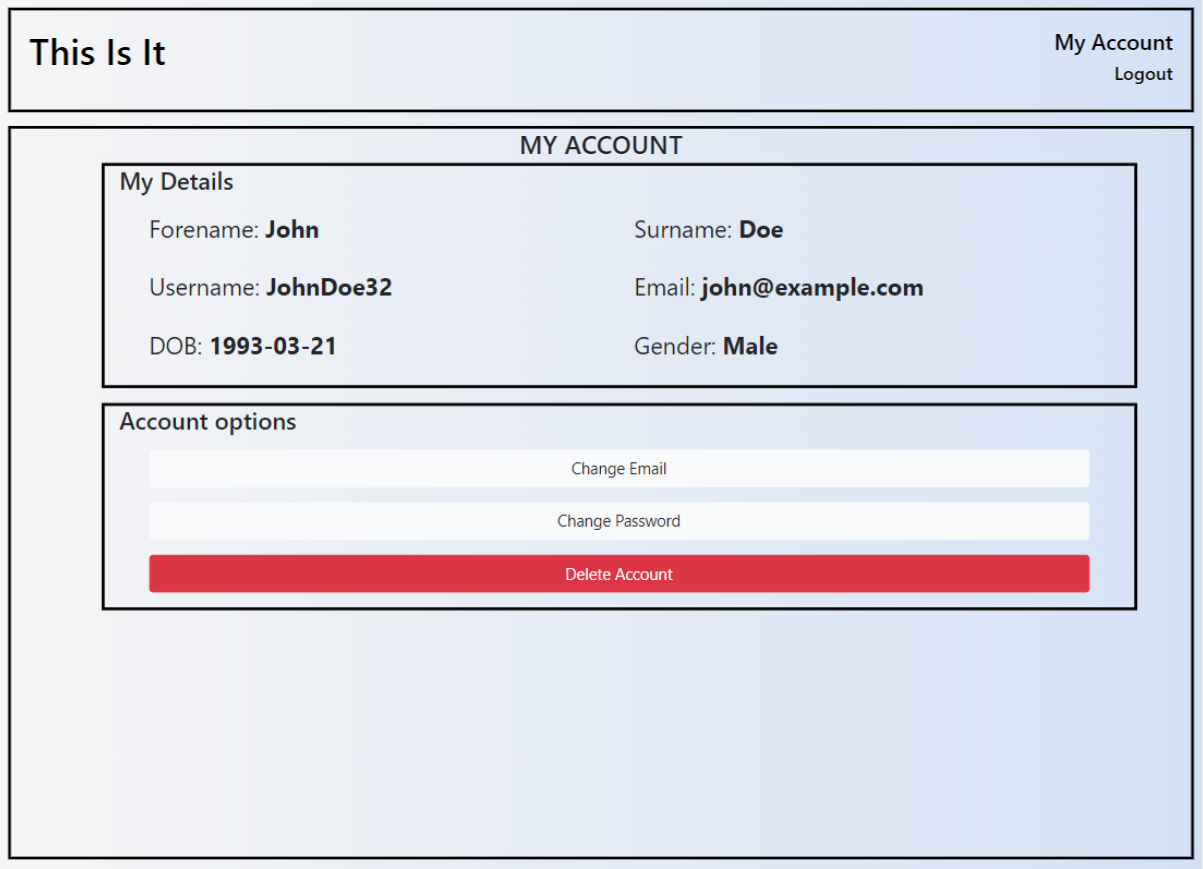 This Is It
My Account
Logout
MY ACCOUNT
My Details
Forename: John
Surname: Doe
Username: JohnDoe32
Email: john@example.com
DOB: 1993-03-21
Gender: Male
Account options
Change Email
Change Password
Delete Account